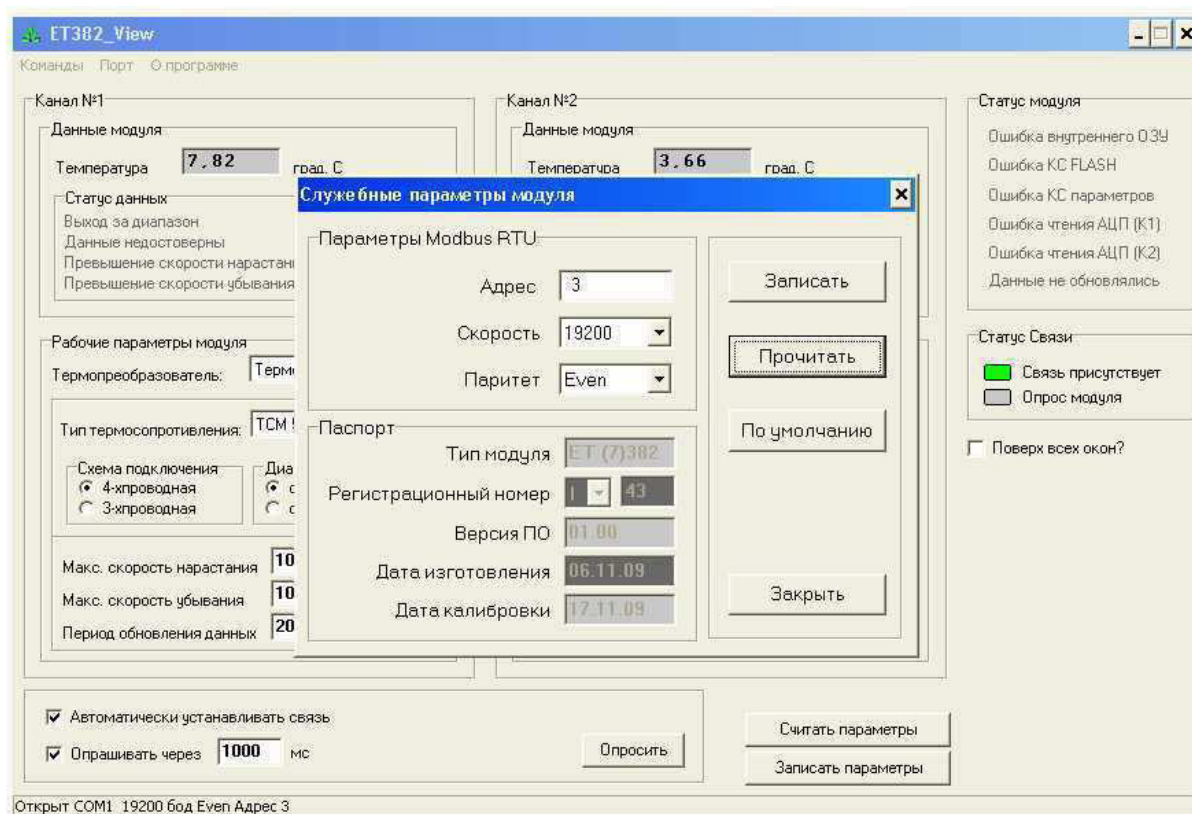 ET382_View
Команды Порт О программе
Канал №1
Данные модуля
Температура 7.82 град. С
Статус данных
Выход за диапазон
Данные недостоверны
Превышение скорости нарастан
Превышение скорости убывания
Рабочие параметры модуля
Термопреобразователь: Терм
Тип термосопротивления: ТСМ
Схема подключения
4-хпроводная
3-хпроводная
Диа
Макс. скорость нарастания 10
Макс. скорость убывания 10
Период обновления данных 20
Канал №2
Данные модуля
Температура 3.66 град. С
Служебные параметры модуля
Параметры Modbus RTU
Адрес 3
Скорость 19200
Паритет Even
Паспорт
Тип модуля ET (7)382
Регистрационный номер I 43
Версия ПО 01.00
Дата изготовления 06.11.09
Дата калибровки 17.11.09
Записать
Прочитать
По умолчанию
Закрыть
Статус модуля
Ошибка внутреннего ОЗУ
Ошибка КС FLASH
Ошибка КС параметров
Ошибка чтения АЦП (К1)
Ошибка чтения АЦП (К2)
Данные не обновлялись
Статус Связи
Связь присутствует
Опрос модуля
Поверх всех окон?
Автоматически устанавливать связь
Опрашивать через 1000 мс
Опросить
Считать параметры
Записать параметры
Открыт COM1 19200 бод Even Адрес 3